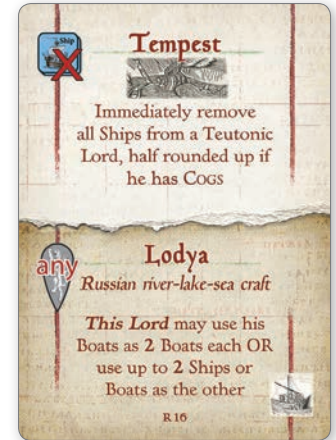 Ship
Tempest
Immediately remove
all Ships from a Teutonic
Lord, half rounded up if
he has COGS
any
Lodya
Russian river-lake-sea craft
This Lord may use his
Boats as 2 Boats each OR
use up to 2 Ships or
Boats as the other
R 16